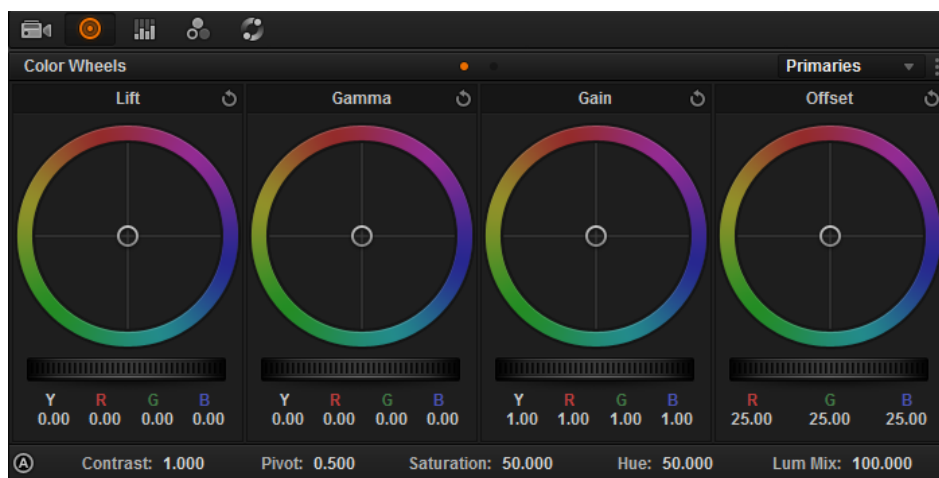 Color Wheels Primaries
Lift Gamma Gain Offset
Y R G B Y R G B Y R G B R G B
0.00 0.00 0.00 0.00 0.00 0.00 0.00 0.00 1.00 1.00 1.00 1.00 25.00 25.00 25.00
A Contrast: 1.000 Pivot: 0.500 Saturation: 50.000 Hue: 50.000 Lum Mix: 100.000